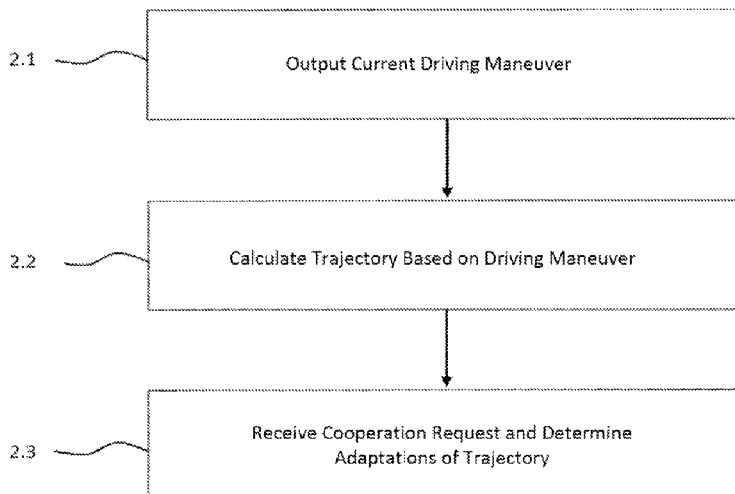 2.1
Output Current Driving Maneuver
2.2
Calculate Trajectory Based on Driving Maneuver
2.3
Receive Cooperation Request and Determine
Adaptations of Trajectory